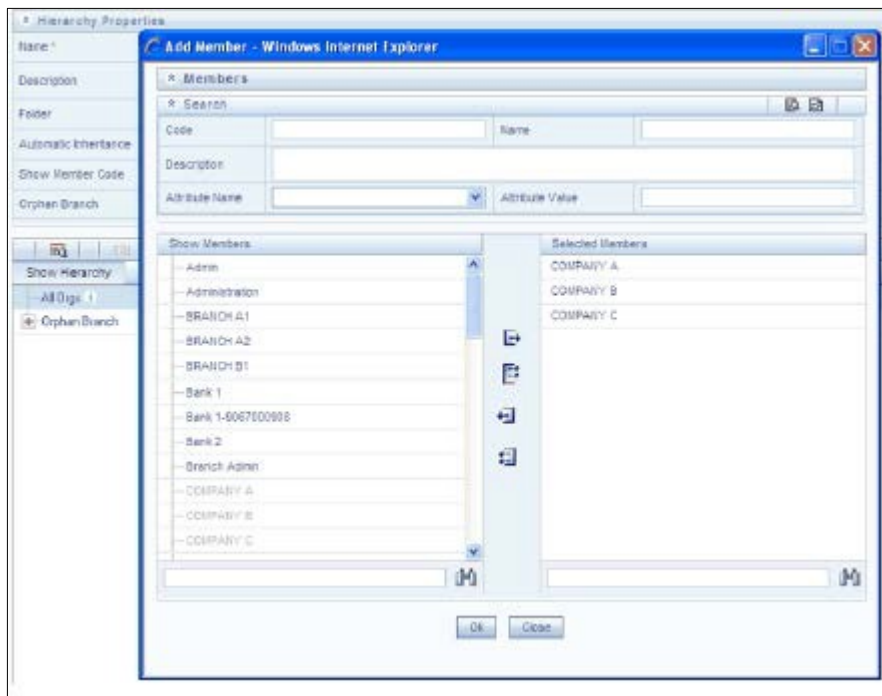 Hierarchy Properties
Name *
Description
Folder
Automatic Inheritance
Show Member Code
Orphan Branch
Show Hierarchy
All Orgs
Orphan Branch
Add Member - Windows Internet Explorer
Members
Search
Code
Name
Description
Attribute Name
Attribute Value
Show Members
Admin
Administration
BRANCH A1
BRANCH A2
BRANCH B1
Bank 1
Bank 1-6067000908
Bank 2
Branch Admin
COMPANY A
COMPANY B
COMPANY C
Selected Members
COMPANY A
COMPANY B
COMPANY C
Ok
Close